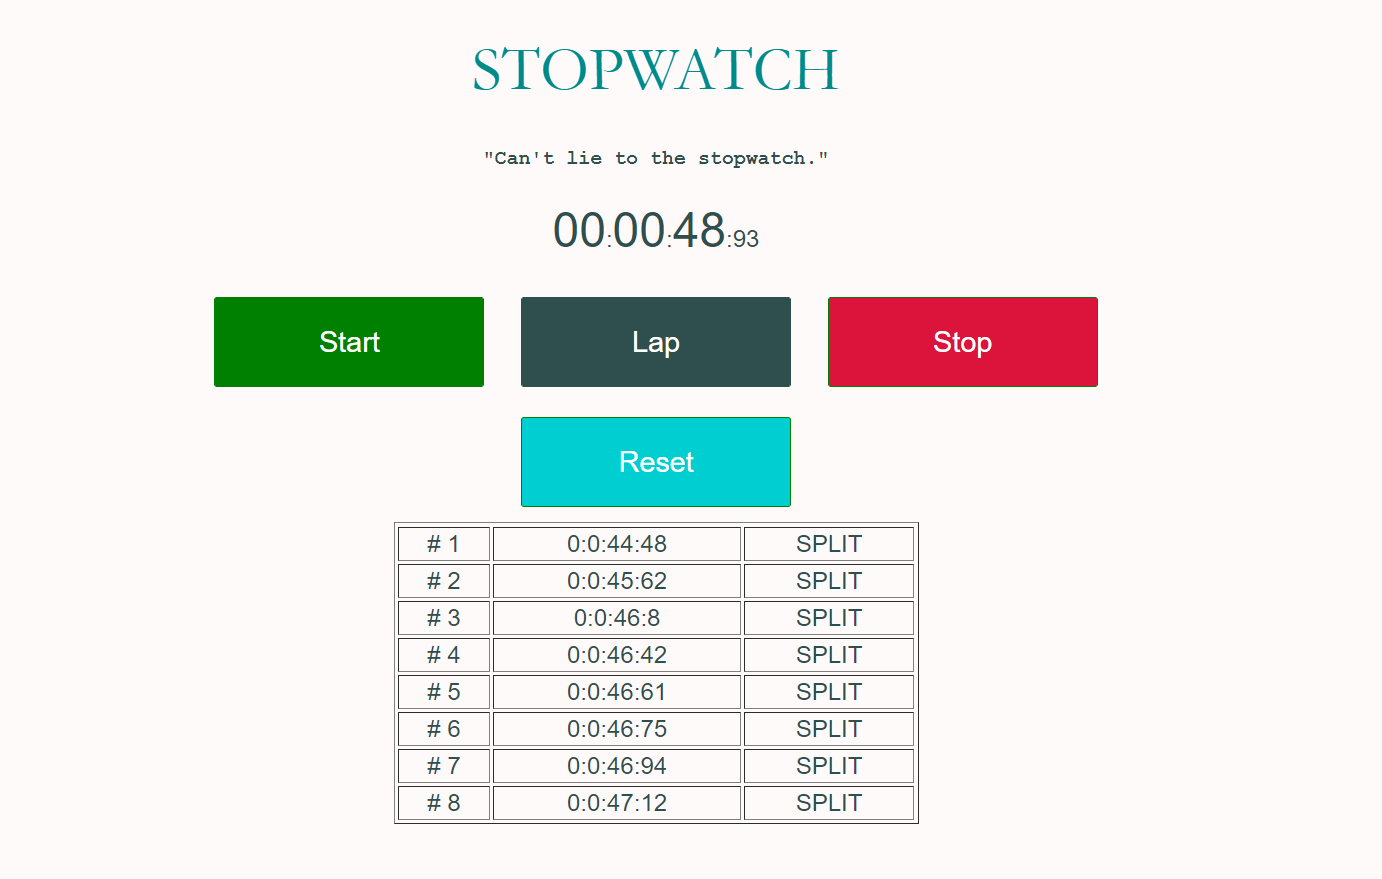 STOPWATCH
"Can't lie to the stopwatch."
00:00:48:93
Start Lap Stop
Reset
# 1 0:0:44:48 SPLIT
# 2 0:0:45:62 SPLIT
# 3 0:0:46:8 SPLIT
# 4 0:0:46:42 SPLIT
# 5 0:0:46:61 SPLIT
# 6 0:0:46:75 SPLIT
# 7 0:0:46:94 SPLIT
# 8 0:0:47:12 SPLIT